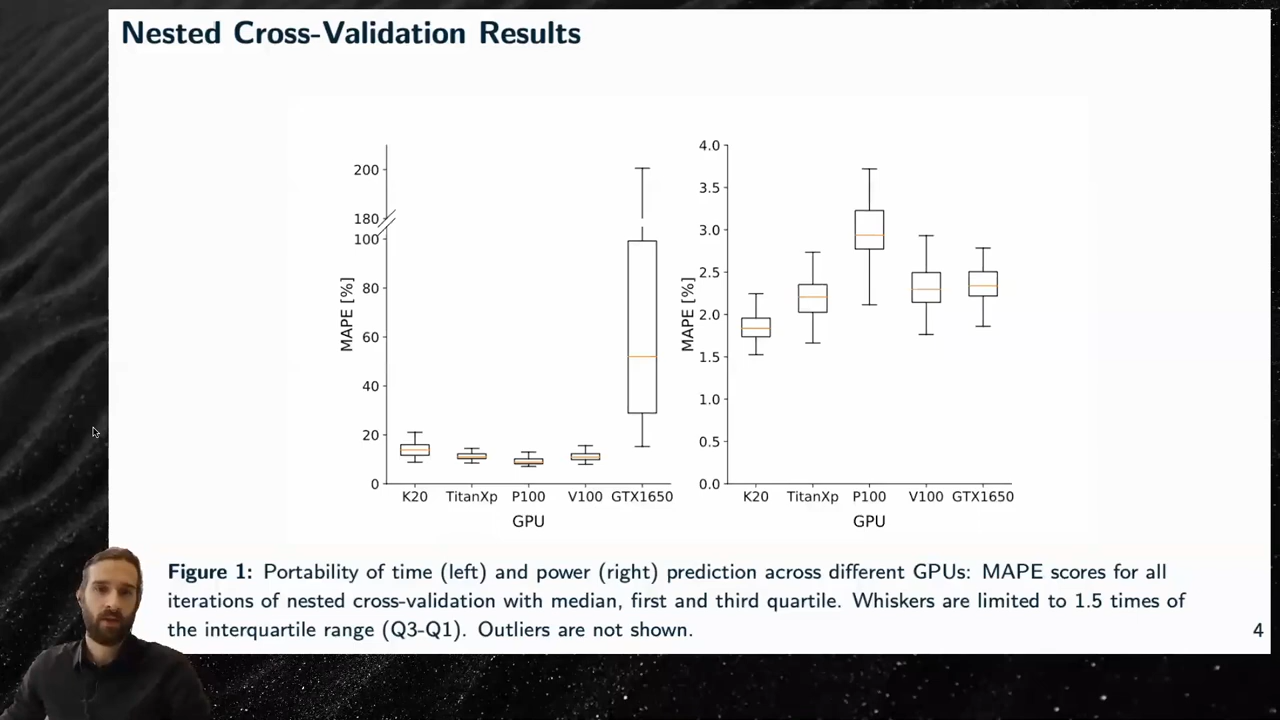 Nested Cross-Validation Results
200
180
100
80
60
40
20
0
MAPE [%]
K20 TitanXp P100 V100 GTX1650
GPU
4.0
3.5
3.0
2.5
2.0
1.5
1.0
0.5
0.0
MAPE [%]
K20 TitanXp P100 V100 GTX1650
GPU
Figure 1: Portability of time (left) and power (right) prediction across different GPUs: MAPE scores for all
iterations of nested cross-validation with median, first and third quartile. Whiskers are limited to 1.5 times of
the interquartile range (Q3-Q1). Outliers are not shown.
4